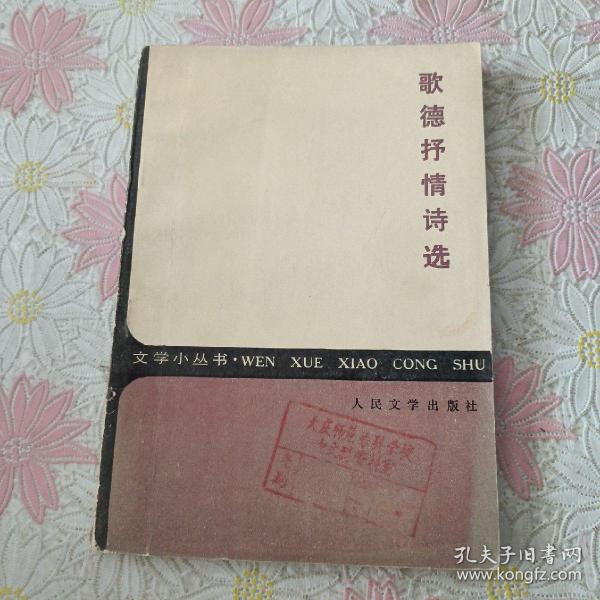 歌德抒情诗选
文学小丛书·WEN XUE XIAO CONG SHU
人民文学出版社
孔夫子旧书网
www.kongfz.com